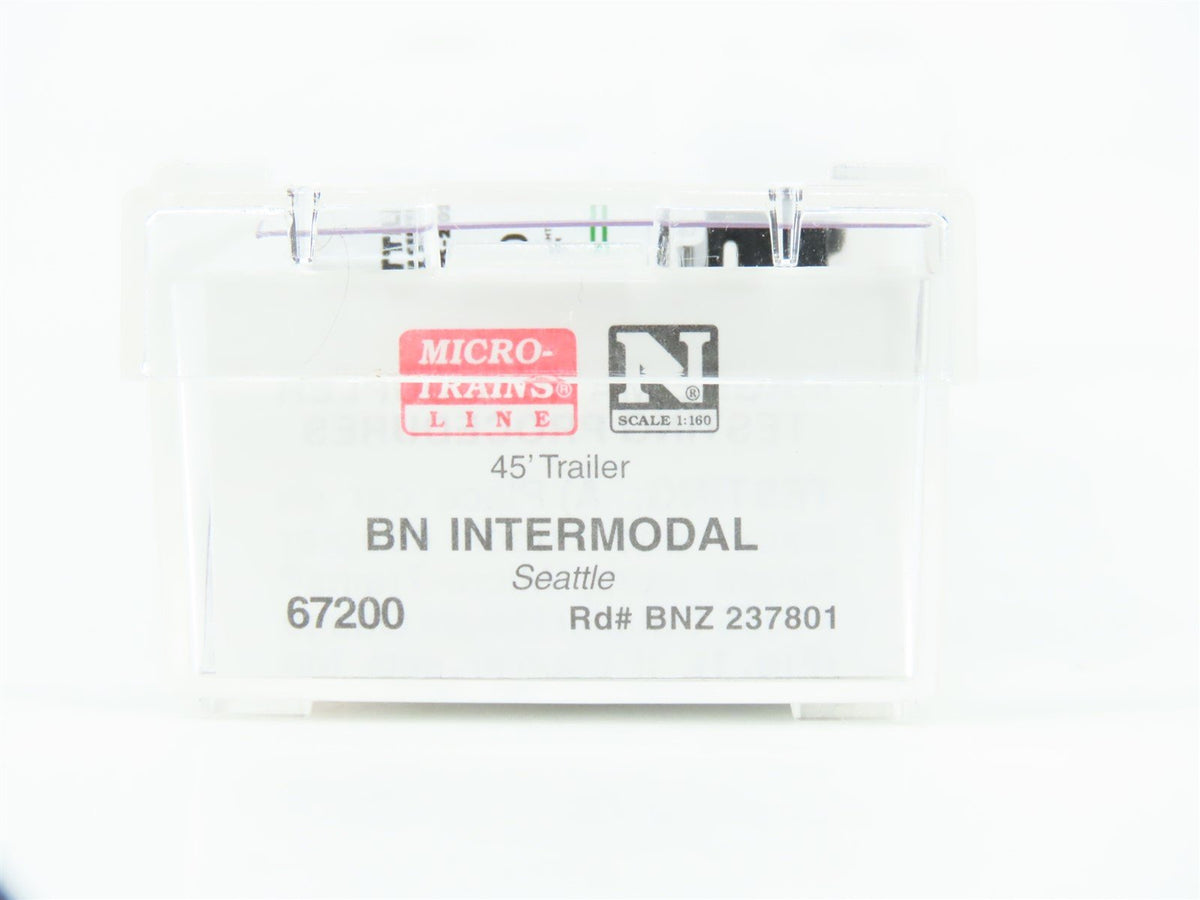 MICRO-
TRAINS®
LINE
N®
SCALE 1:160
45' Trailer
BN INTERMODAL
Seattle
67200 Rd# BNZ 237801